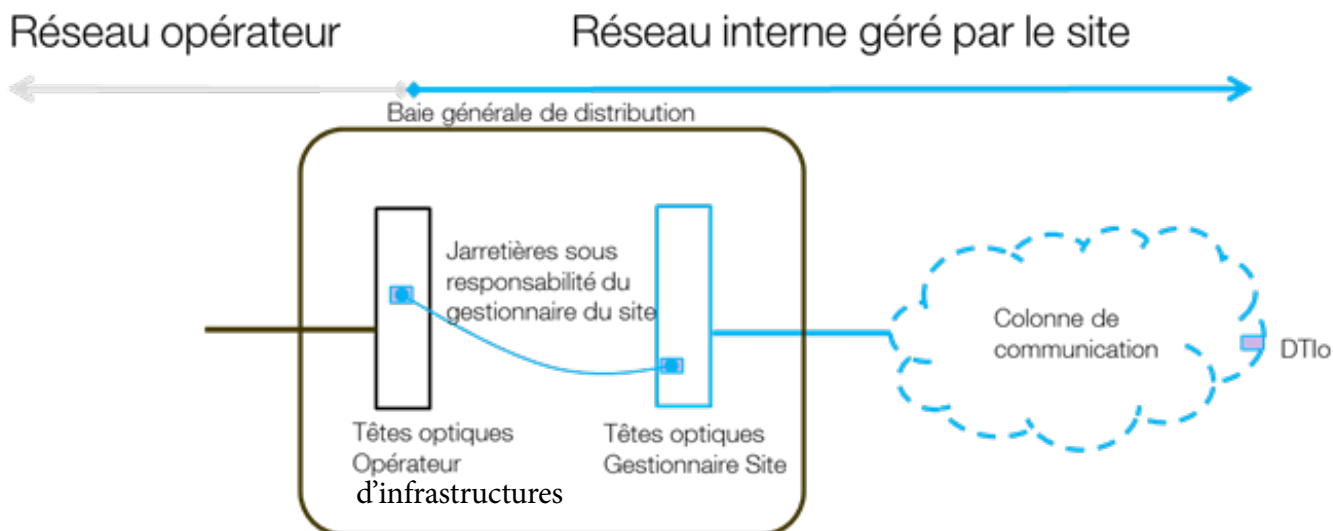 Réseau opérateur
Réseau interne géré par le site
Baie générale de distribution
Jarretières sous
responsabilité du
gestionnaire du site
Têtes optiques
Opérateur
d’infrastructures
Têtes optiques
Gestionnaire Site
Colonne de
communication
DTIo